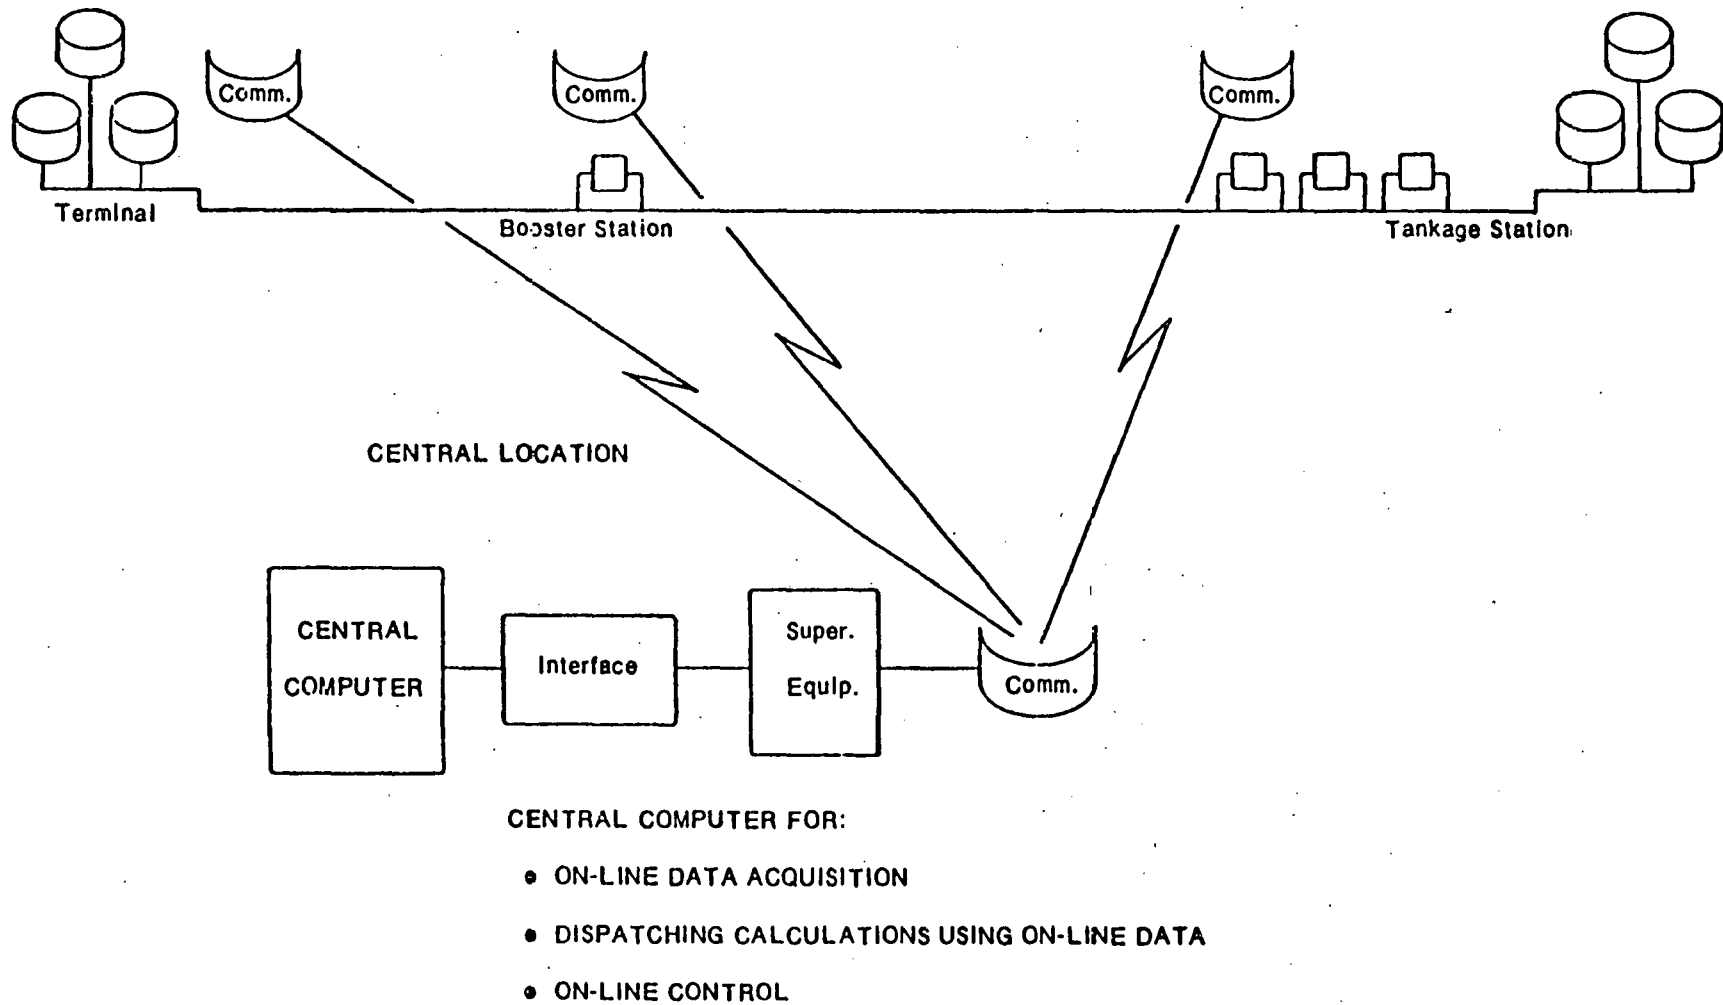 Comm.
Comm.
Comm.
Terminal
Booster Station
Tankage Station
CENTRAL LOCATION
CENTRAL
COMPUTER
Interface
Super.
Equip.
Comm.
CENTRAL COMPUTER FOR:
• ON-LINE DATA ACQUISITION
• DISPATCHING CALCULATIONS USING ON-LINE DATA
• ON-LINE CONTROL